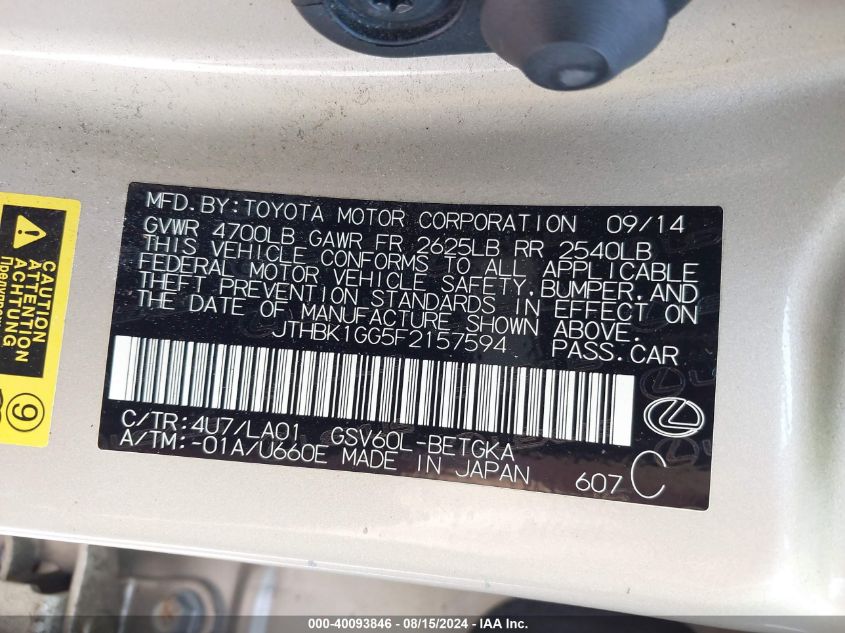 MFD.BY:TOYOTA MOTOR CORPORATION 09/14
GVWR 4700LB GAWR FR 2625LB RR 2540LB
THIS VEHICLE CONFORMS TO ALL APPLICABLE
FEDERAL MOTOR VEHICLE SAFETY,BUMPER,AND
THEFT PREVENTION STANDARDS IN EFFECT ON
THE DATE OF MANUFACTURE SHOWN ABOVE.
JTHBK1GG5F2157594 PASS.CAR
C/TR:4U7/LA01 GSV60L-BETGKA
A/TM:-01A/U660E MADE IN JAPAN 607 C
CAUTION
ATTENTION
ACHTUNG
9
000-40093846 - 08/15/2024 - IAA Inc.